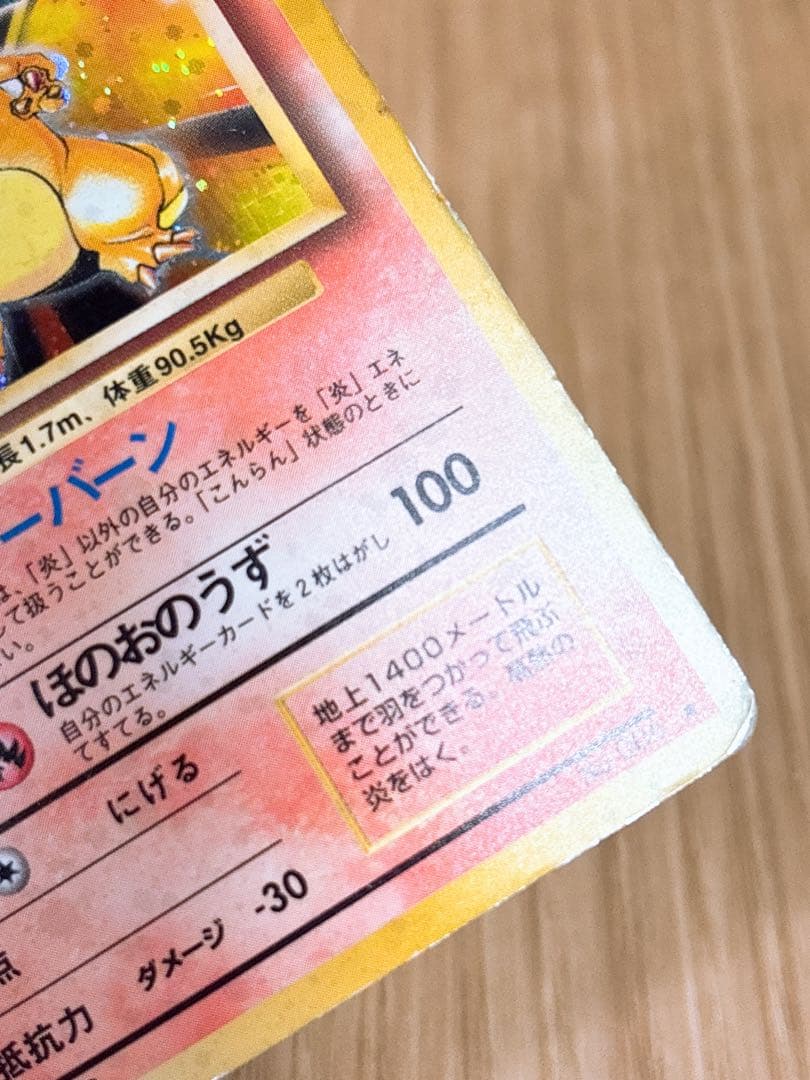 長1.7m、体重90.5Kg
ーバーン
は、「炎」以外の自分のエネルギーを「炎」エネ
して扱うことができる。「こんらん」状態のときに
い。
ほのおのうず 100
自分のエネルギーカードを2枚はがし
てすてる。
地上1400メートル
まで羽をつかって飛ぶ
ことができる。高熱の
炎をはく。
にげる
点
抵抗力 ダメージ -30